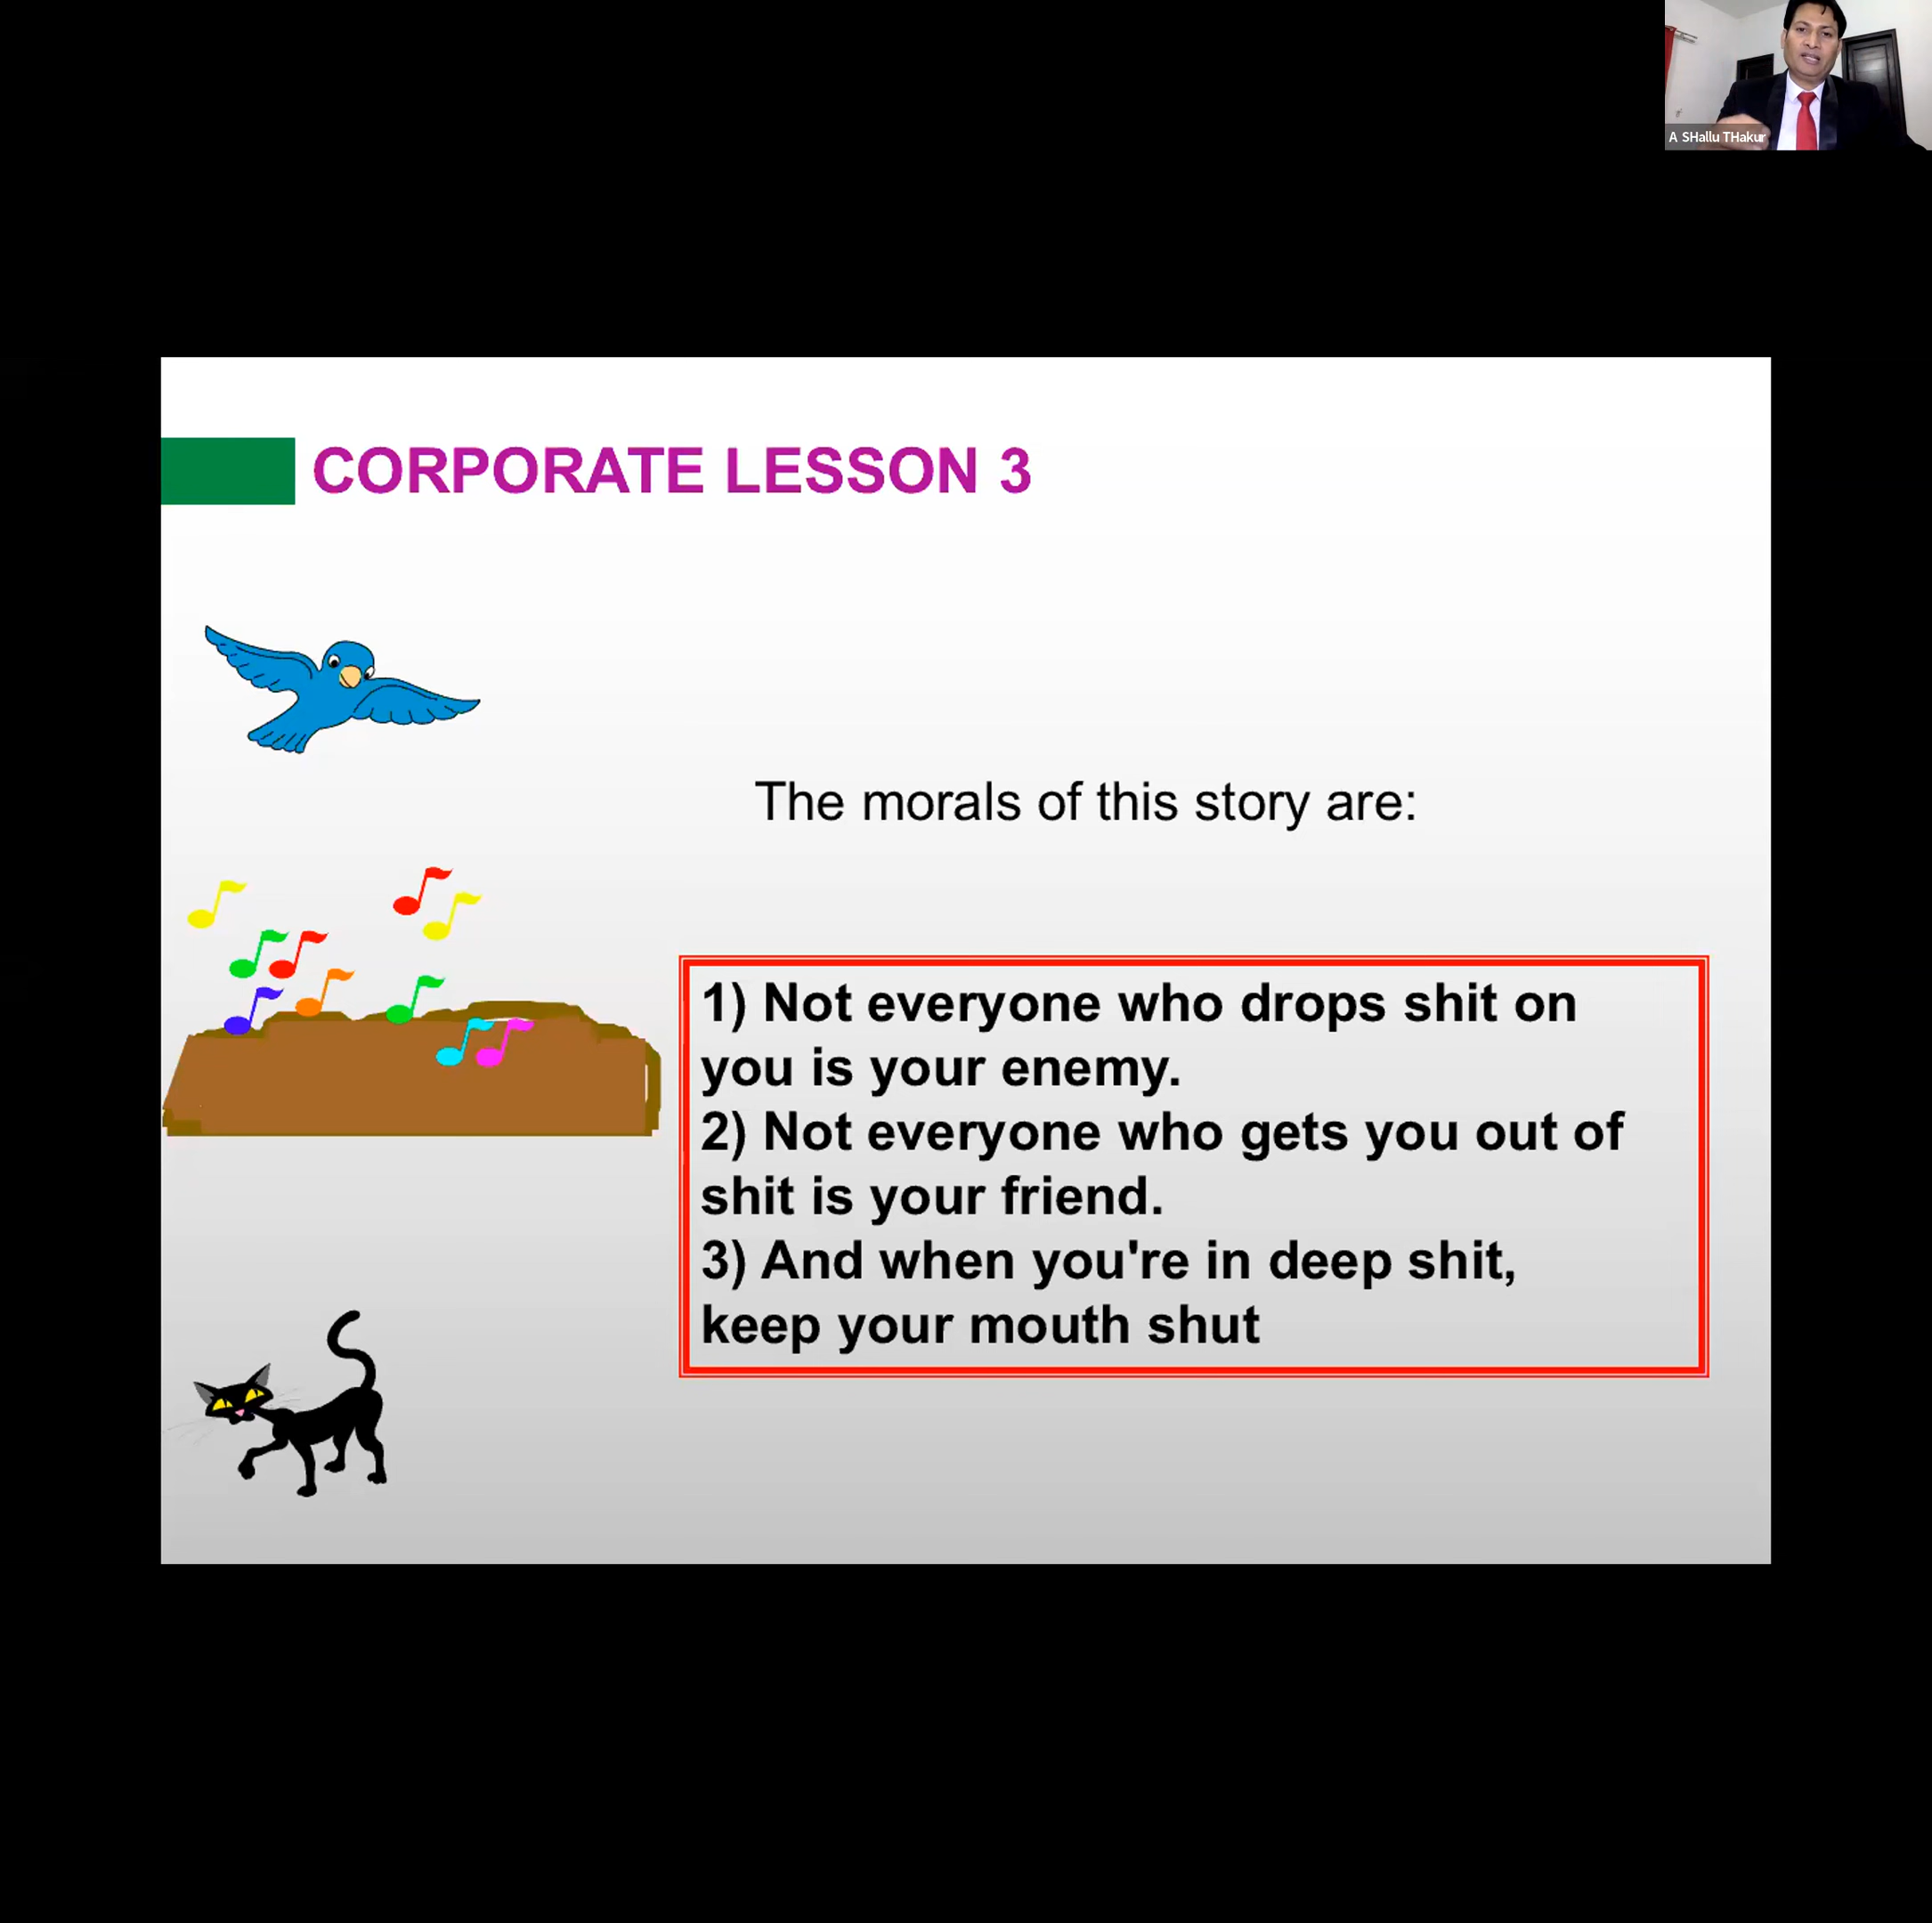 A SHallu THakur
CORPORATE LESSON 3
The morals of this story are:
1) Not everyone who drops shit on
you is your enemy.
2) Not everyone who gets you out of
shit is your friend.
3) And when you're in deep shit,
keep your mouth shut